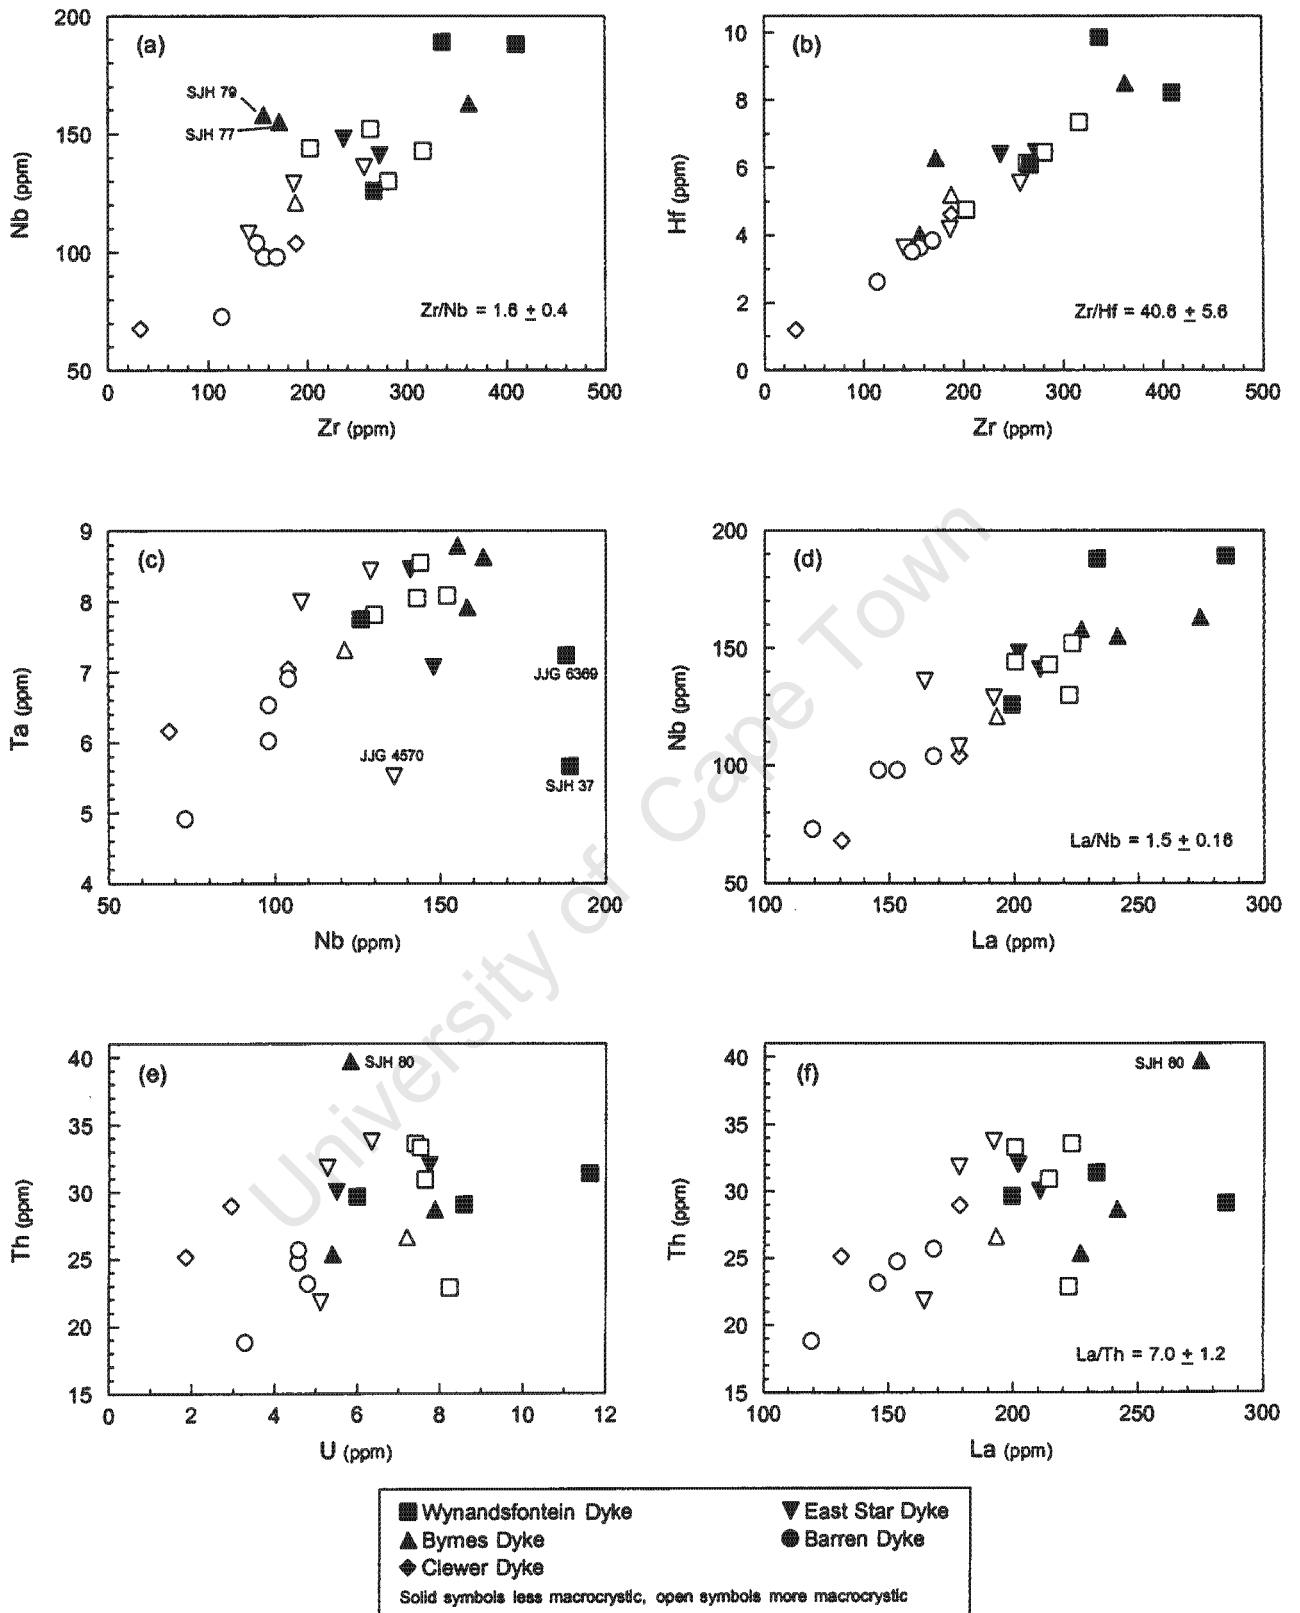 (a)
SJH 79
SJH 77
Zr/Nb = 1.6 ± 0.4
200
150
100
50
Nb (ppm)
0 100 200 300 400 500
Zr (ppm)
(b)
Zr/Hf = 40.6 ± 5.6
10
8
6
4
2
0
Hf (ppm)
0 100 200 300 400 500
Zr (ppm)
(c)
JJG 6369
JJG 4570
SJH 37
9
8
7
6
5
4
Ta (ppm)
50 100 150 200
Nb (ppm)
(d)
La/Nb = 1.5 ± 0.16
200
150
100
50
Nb (ppm)
100 150 200 250 300
La (ppm)
(e)
SJH 80
40
35
30
25
20
15
Th (ppm)
0 2 4 6 8 10 12
U (ppm)
(f)
SJH 80
La/Th = 7.0 ± 1.2
40
35
30
25
20
15
Th (ppm)
100 150 200 250 300
La (ppm)
Wynandsfontein Dyke
East Star Dyke
Byrnes Dyke
Barren Dyke
Clewer Dyke
Solid symbols less macrocrystic, open symbols more macrocrystic
University of Cape Town